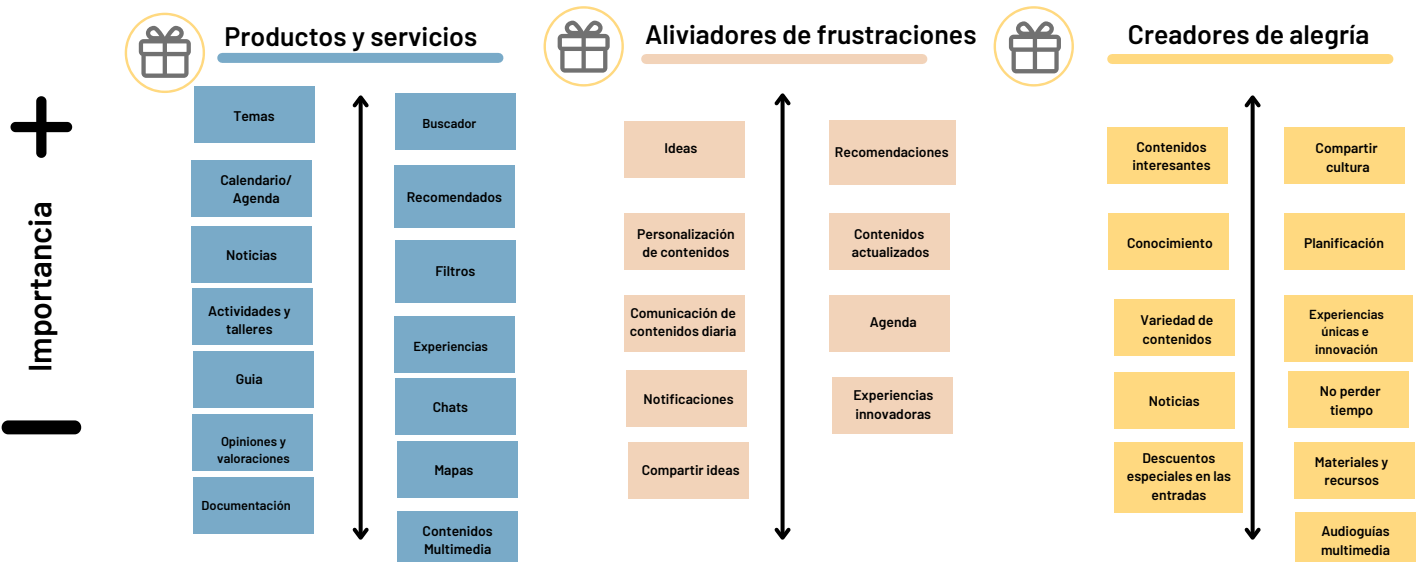 Productos y servicios
Aliviadores de frustraciones
Creadores de alegría
Importancia
Temas
Calendario/
Agenda
Noticias
Actividades y
talleres
Guia
Opiniones y
valoraciones
Documentación
Buscador
Recomendados
Filtros
Experiencias
Chats
Mapas
Contenidos
Multimedia
Ideas
Personalización
de contenidos
Comunicación de
contenidos diaria
Notificaciones
Compartir ideas
Recomendaciones
Contenidos
actualizados
Agenda
Experiencias
innovadoras
Contenidos
interesantes
Conocimiento
Variedad de
contenidos
Noticias
Descuentos
especiales en las
entradas
Compartir
cultura
Planificación
Experiencias
únicas e
innovación
No perder
tiempo
Materiales y
recursos
Audioguías
multimedia